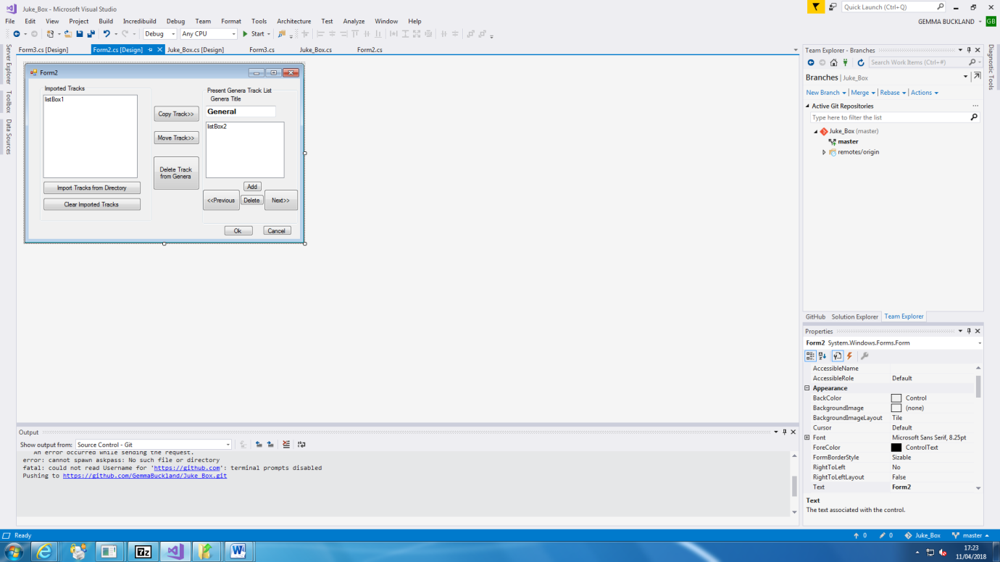 Juke_Box - Microsoft Visual Studio
Quick Launch (Ctrl+Q)
File Edit View Project Build Incredibuild Debug Team Format Tools Architecture Test Analyze Window Help
GEMMA BUCKLAND GB
Debug Any CPU Start
Form3.cs [Design] Form2.cs [Design] Juke_Box.cs [Design] Form3.cs Juke_Box.cs Form2.cs
Server Explorer
Toolbox
Data Sources
Form2
Imported Tracks
listBox1
Import Tracks from Directory
Clear Imported Tracks
Copy Track>>
Move Track>>
Delete Track
from Genera
Present Genera Track List
Genera Title
General
listBox2
Add
<<Previous Delete Next>>
Ok Cancel
Team Explorer - Branches
Search Work Items (Ctrl+#)
Branches | Juke_Box
New Branch | Merge | Rebase | Actions
Active Git Repositories ...
Type here to filter the list
Juke_Box (master)
master
remotes/origin
Diagnostic Tools
GitHub Solution Explorer Team Explorer
Properties
Form2 System.Windows.Forms.Form
AccessibleName
AccessibleRole Default
Appearance
BackColor Control
BackgroundImage (none)
BackgroundImageLayout Tile
Cursor Default
Font Microsoft Sans Serif, 8.25pt
ForeColor ControlText
FormBorderStyle Sizable
RightToLeft No
RightToLeftLayout False
Text Form2
Text
The text associated with the control.
Output
Show output from: Source Control - Git
An error occurred while sending the request.
error: cannot spawn askpass: No such file or directory
fatal: could not read Username for 'https://github.com': terminal prompts disabled
Pushing to https://github.com/GemmaBuckland/Juke_Box.git
Ready
0 0 Juke_Box master
7z
W
17:23
11/04/2018